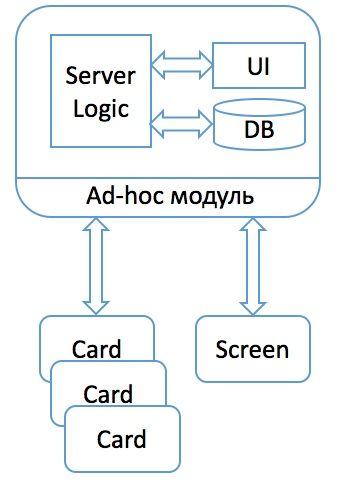 Server
Logic
UI
DB
Ad-hoc модуль
Card
Screen
Card
Card